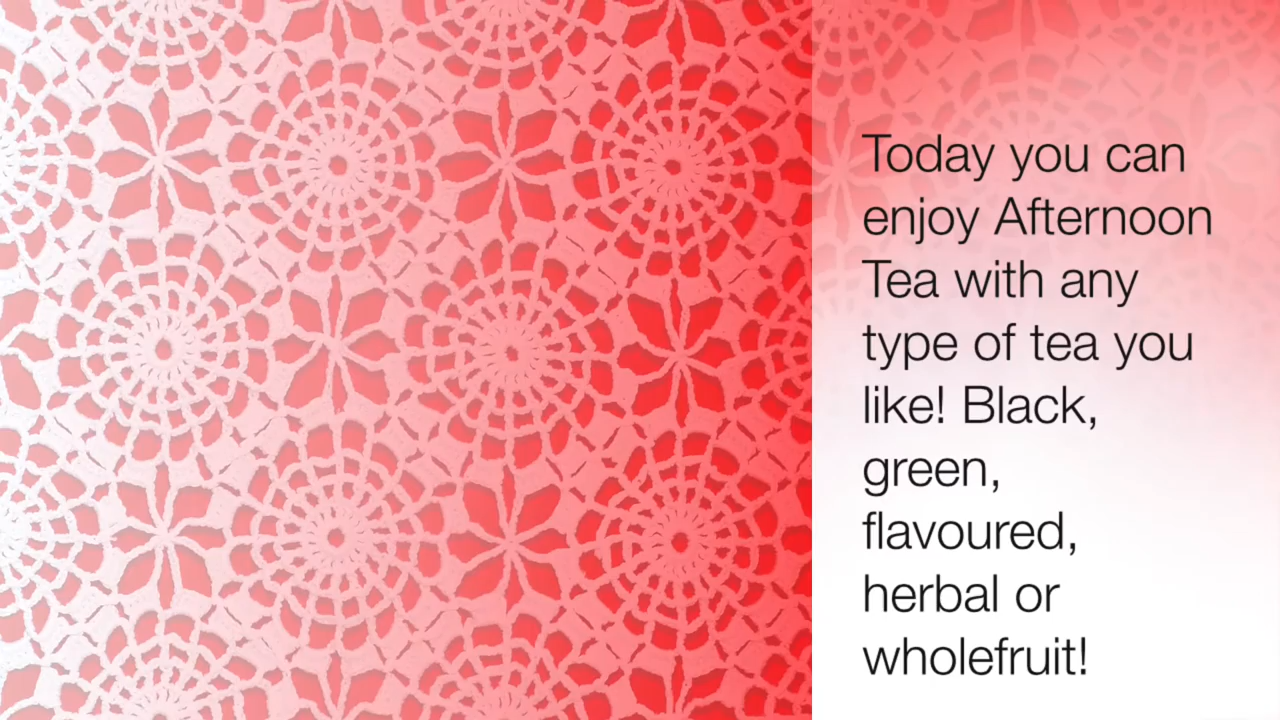 Today you can
enjoy Afternoon
Tea with any
type of tea you
like! Black,
green,
flavoured,
herbal or
wholefruit!